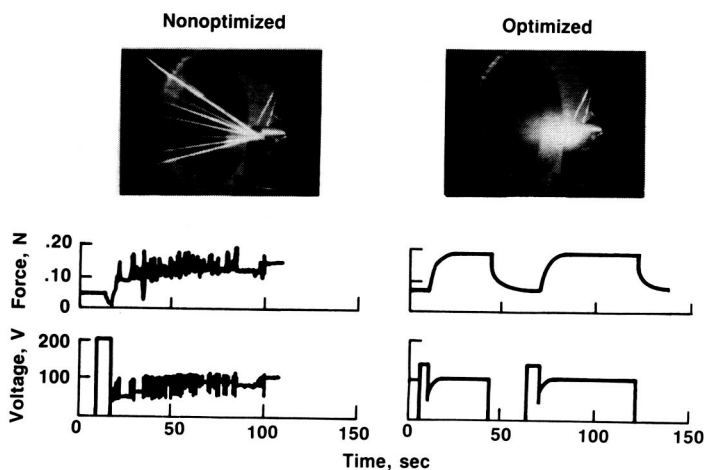 Nonoptimized
Optimized
Force, N
.20
.10
0
Voltage, V
200
100
0
50
100
150
0
50
100
150
Time, sec